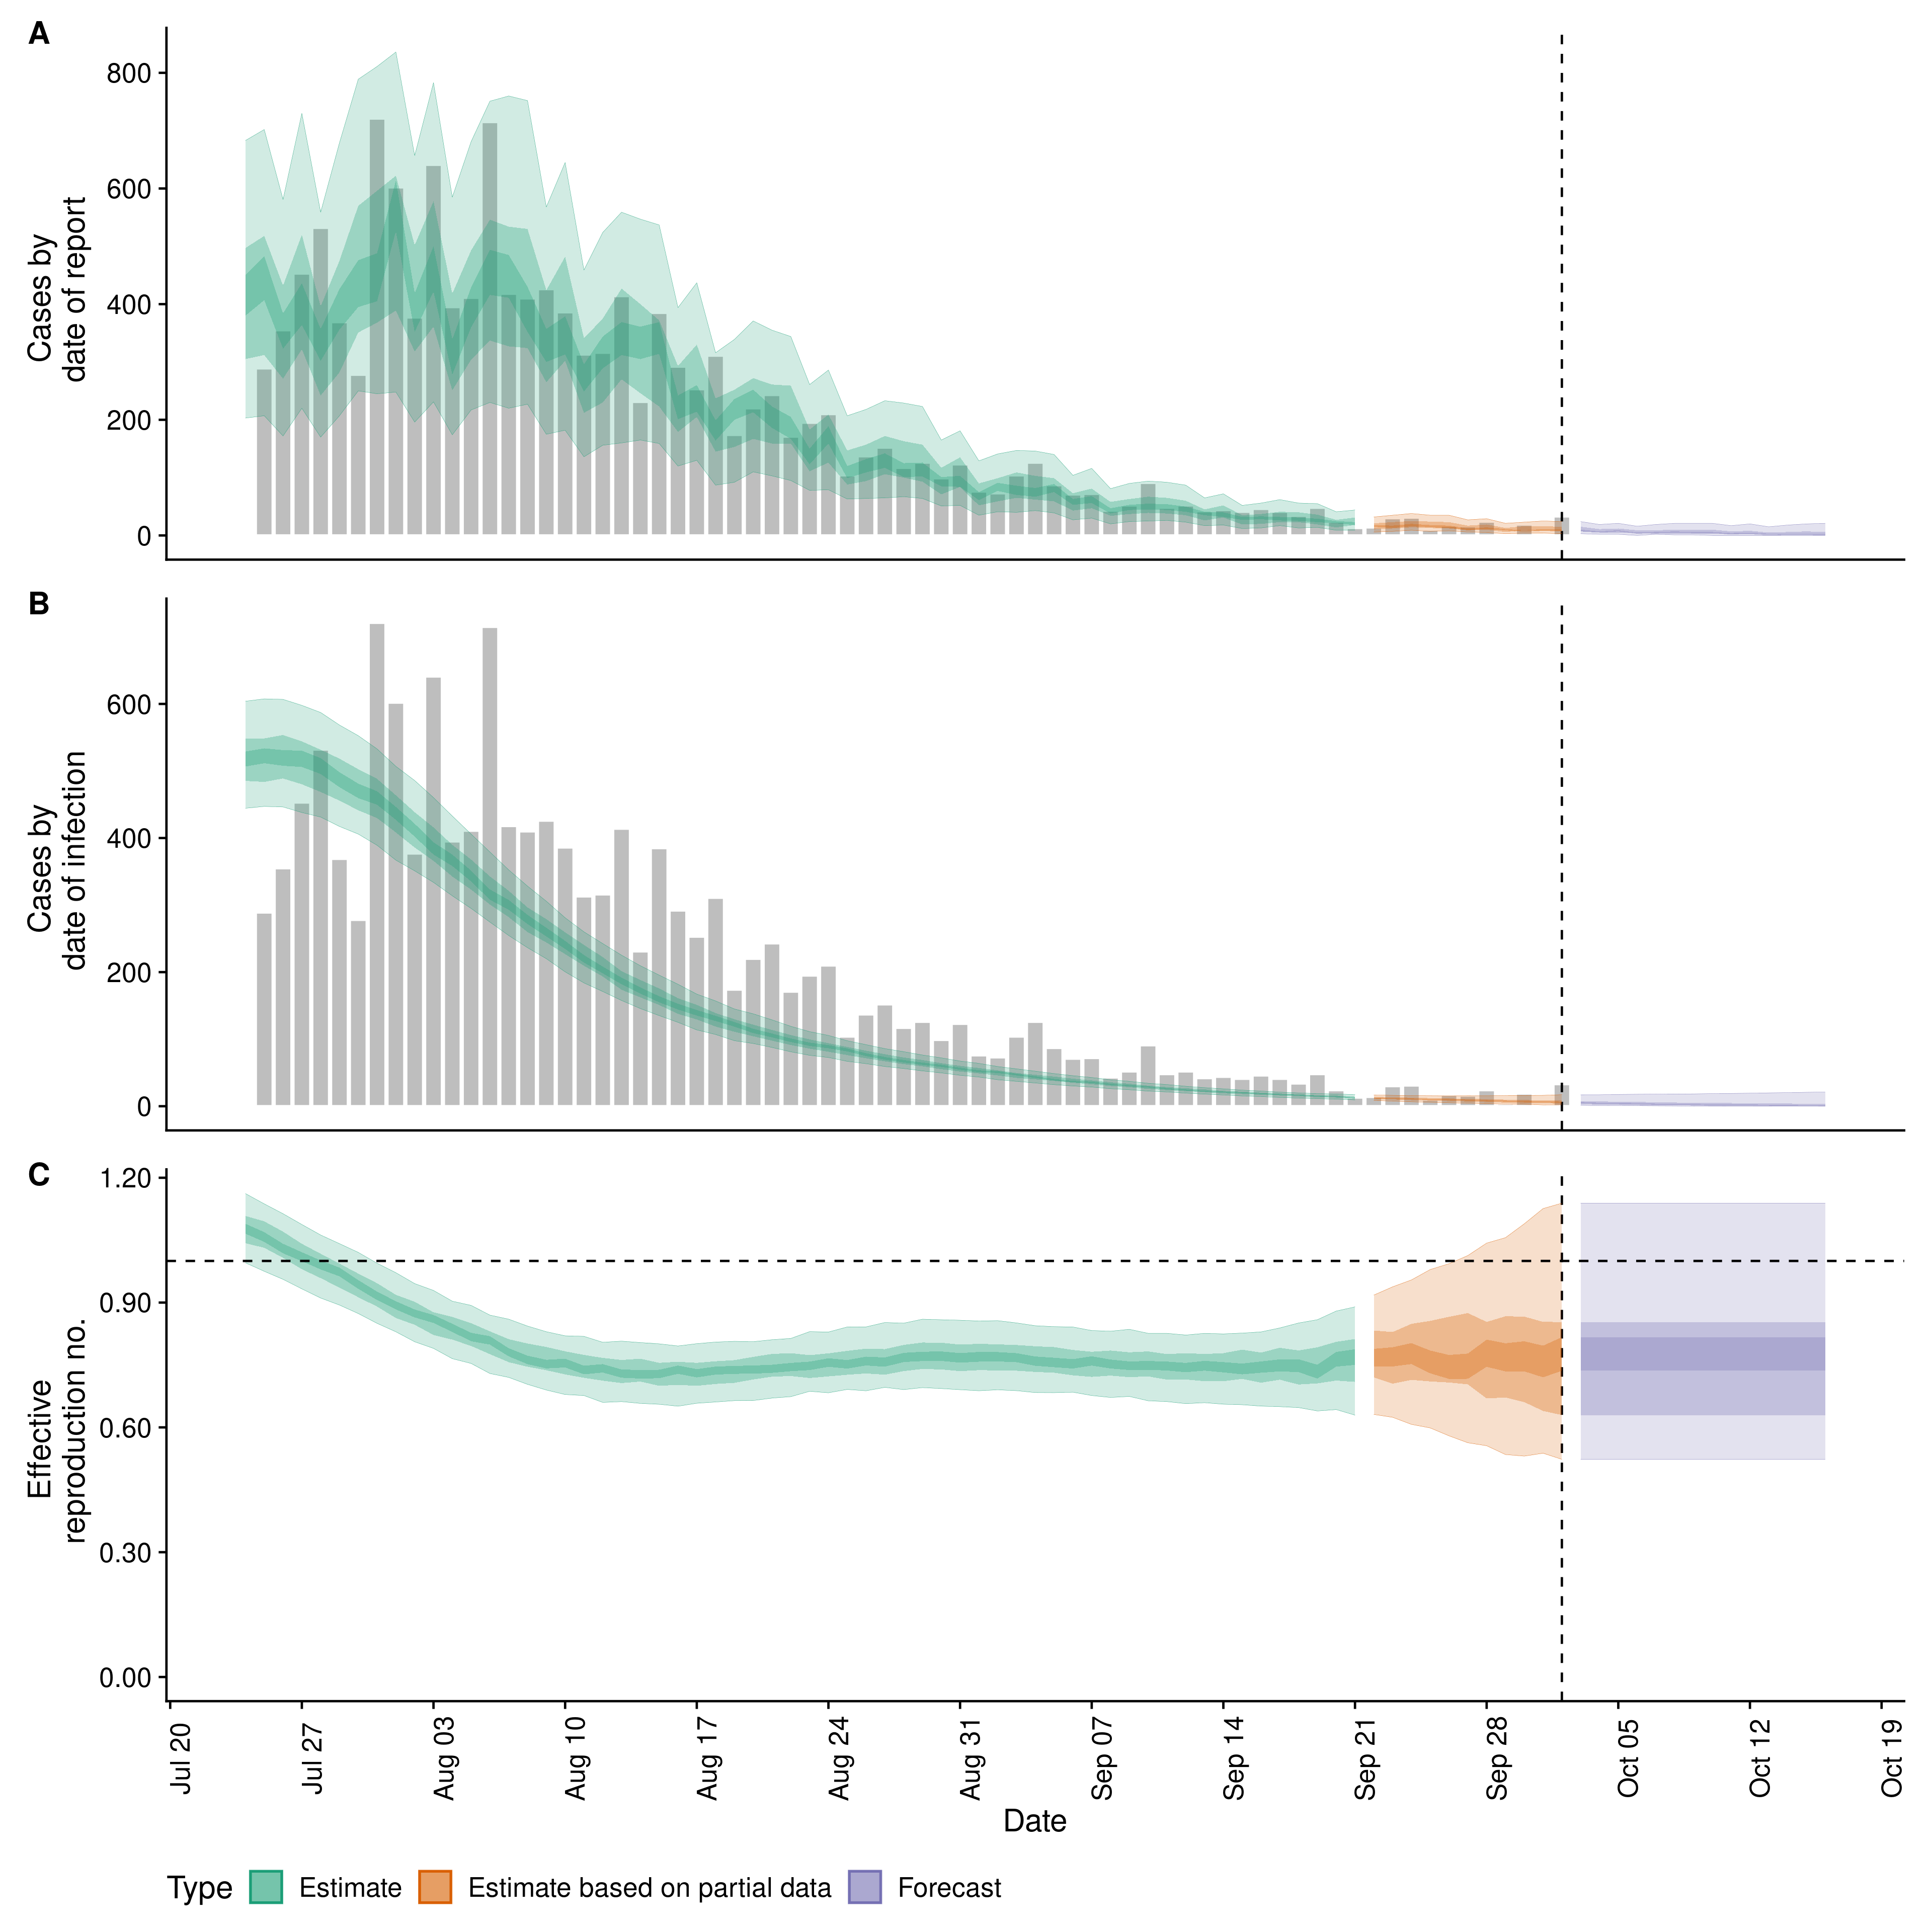 A
800
600
400
200
0
Cases by
date of report
B
600
400
200
0
Cases by
date of infection
C
1.20
0.90
0.60
0.30
0.00
Effective
reproduction no.
Jul 20
Jul 27
Aug 03
Aug 10
Aug 17
Aug 24
Aug 31
Sep 07
Sep 14
Sep 21
Sep 28
Oct 05
Oct 12
Oct 19
Date
Type Estimate Estimate based on partial data Forecast